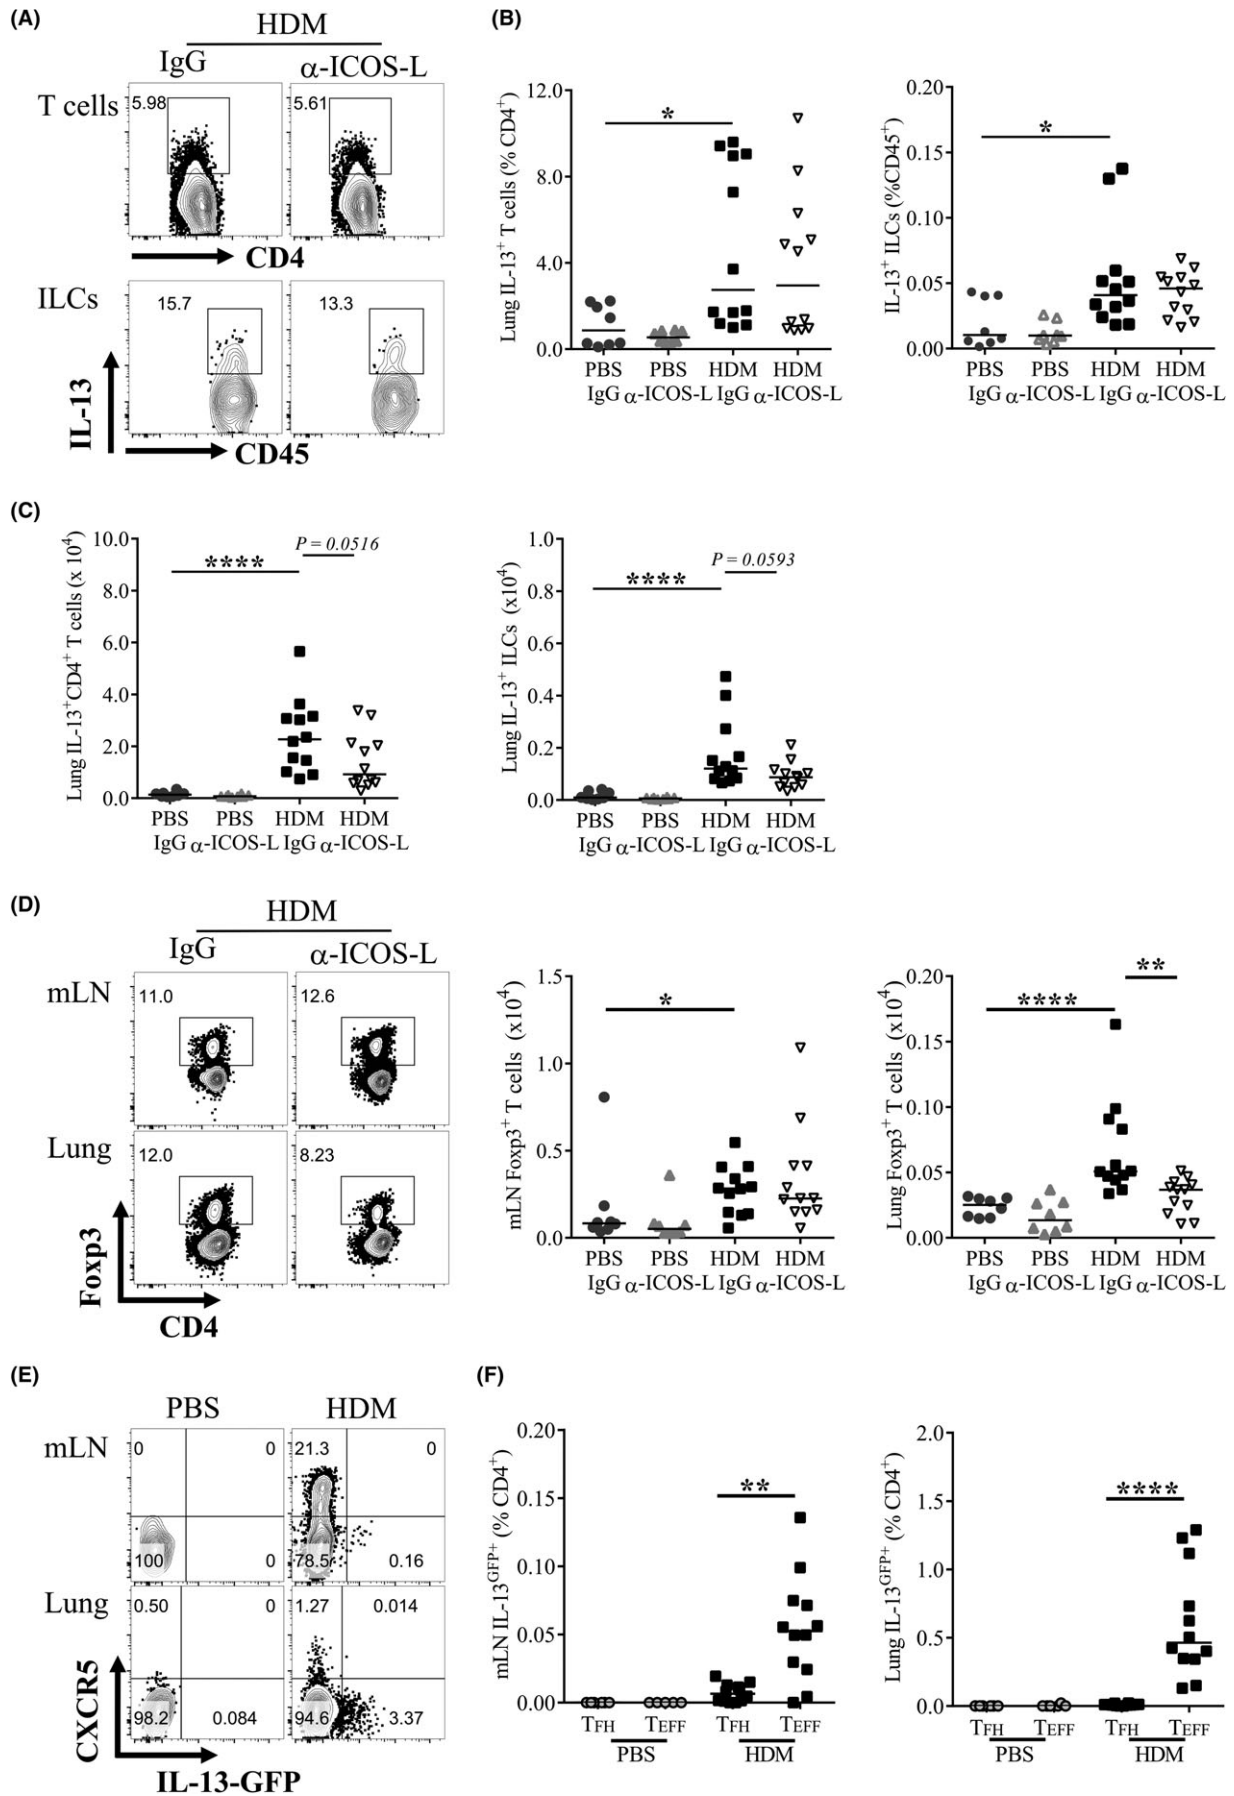 (A)
HDM
IgG
α-ICOS-L
T cells
5.98
5.61
CD4
ILCs
15.7
13.3
IL-13
CD45
(B)
Lung IL-13+ T cells (% CD4+)
12.0
8.0
4.0
0.0
*
PBS PBS HDM HDM
IgG α-ICOS-L IgG α-ICOS-L
IL-13+ ILCs (%CD45+)
0.20
0.15
0.10
0.05
0.00
*
PBS PBS HDM HDM
IgG α-ICOS-L IgG α-ICOS-L
(C)
Lung IL-13+CD4+ T cells (x 10^4)
10.0
8.0
6.0
4.0
2.0
0.0
****
P = 0.0516
PBS PBS HDM HDM
IgG α-ICOS-L IgG α-ICOS-L
Lung IL-13+ ILCs (x10^4)
1.0
0.8
0.6
0.4
0.2
0.0
****
P = 0.0593
PBS PBS HDM HDM
IgG α-ICOS-L IgG α-ICOS-L
(D)
HDM
IgG
α-ICOS-L
mLN
11.0
12.6
Lung
12.0
8.23
Foxp3
CD4
mLN Foxp3+ T cells (x10^4)
1.5
1.0
0.5
0.0
*
PBS PBS HDM HDM
IgG α-ICOS-L IgG α-ICOS-L
Lung Foxp3+ T cells (x10^4)
0.20
0.15
0.10
0.05
0.00
****
**
PBS PBS HDM HDM
IgG α-ICOS-L IgG α-ICOS-L
(E)
PBS
HDM
mLN
0 0
100 0
21.3 0
78.5 0.16
Lung
0.50 0
98.2 0.084
1.27 0.014
94.6 3.37
CXCR5
IL-13-GFP
(F)
mLN IL-13GFP+ (% CD4+)
0.20
0.15
0.10
0.05
0.00
**
TFH TEFF TFH TEFF
PBS HDM
Lung IL-13GFP+ (% CD4+)
2.0
1.5
1.0
0.5
0.0
****
TFH TEFF TFH TEFF
PBS HDM